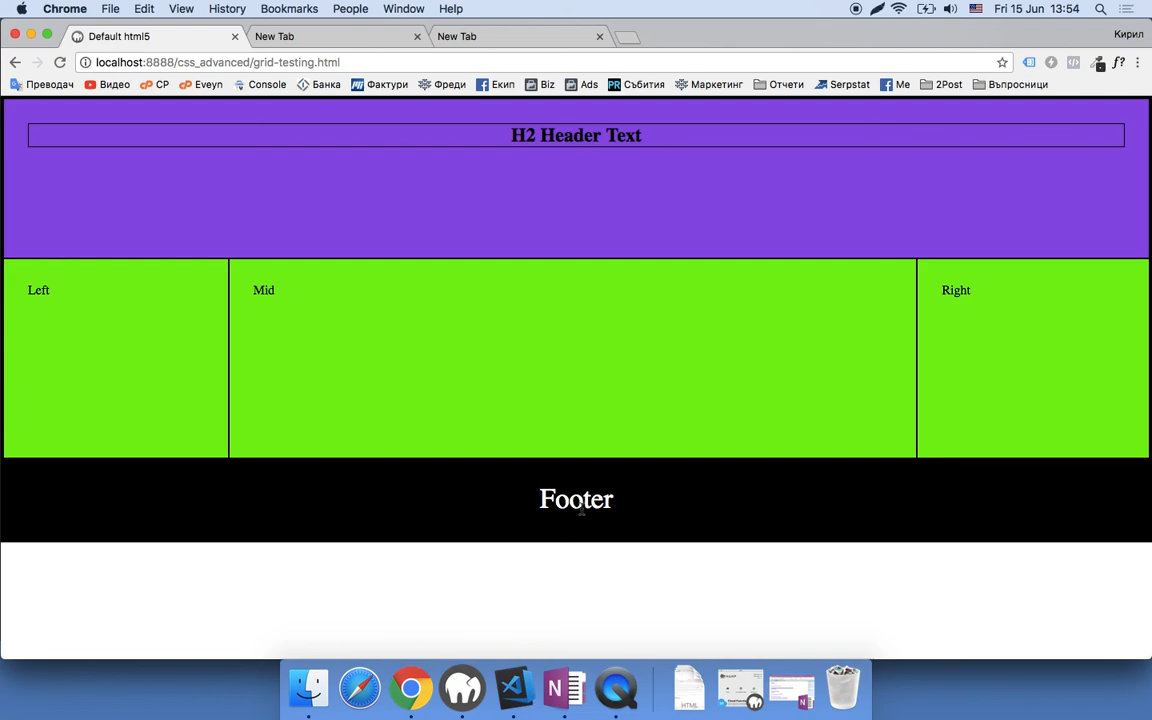 Chrome File Edit View History Bookmarks People Window Help Fri 15 Jun 13:54
Default html5 New Tab New Tab Кирил
localhost:8888/css_advanced/grid-testing.html f?
Преводач Видео CP Eveyn Console Банка Фактури Фреди Екип Biz Ads Събития Маркетинг Отчети Serpstat Me 2Post Въпросници
H2 Header Text
Left Mid Right
Footer
HTML